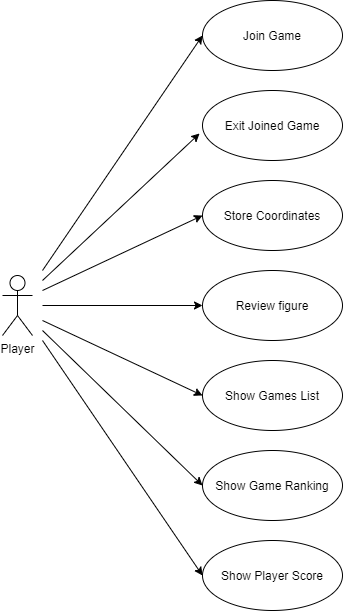 Join Game
Exit Joined Game
Store Coordinates
Review figure
Player
Show Games List
Show Game Ranking
Show Player Score